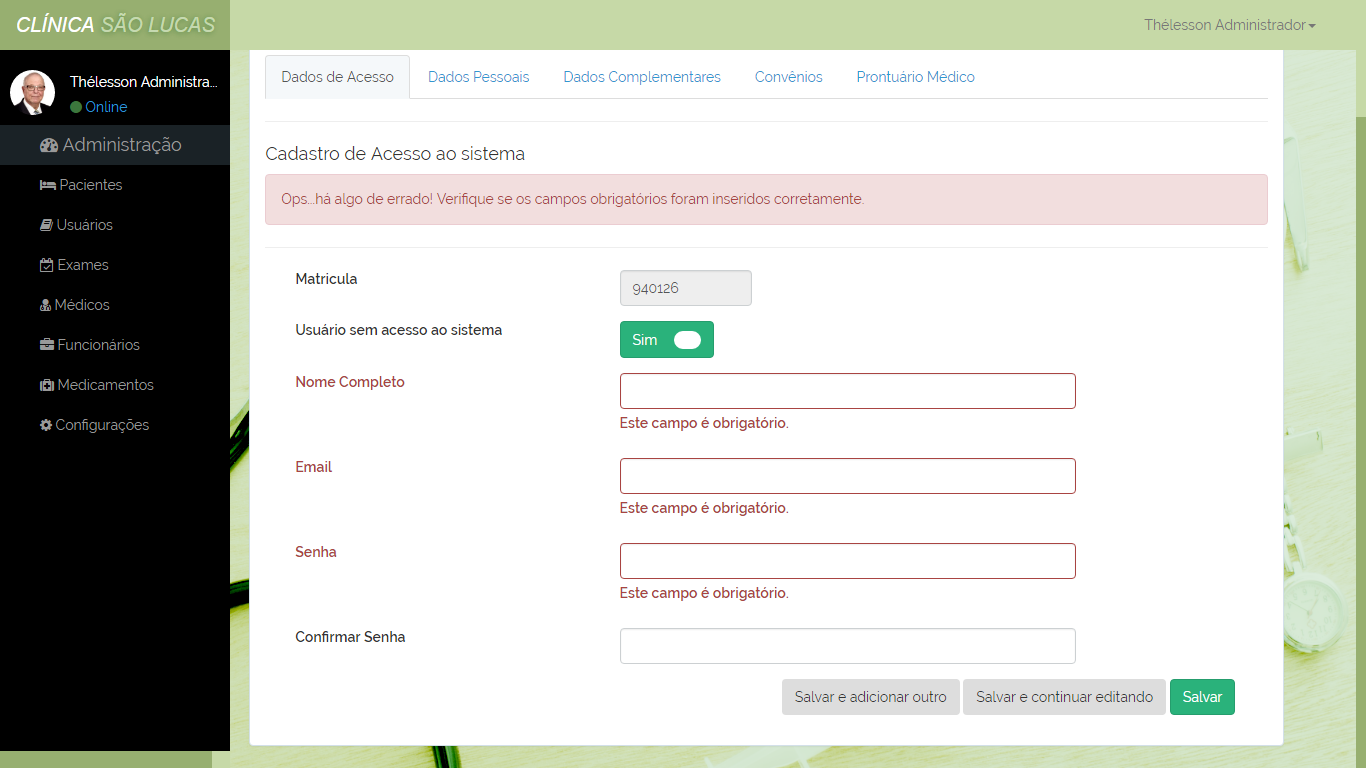 CLÍNICA SÃO LUCAS
Thélesson Administrador
Thélesson Administra...
Online
Administração
Pacientes
Usuários
Exames
Médicos
Funcionários
Medicamentos
Configurações
Dados de Acesso Dados Pessoais Dados Complementares Convênios Prontuário Médico
Cadastro de Acesso ao sistema
Ops...há algo de errado! Verifique se os campos obrigatórios foram inseridos corretamente.
Matricula 940126
Usuário sem acesso ao sistema Sim
Nome Completo
Este campo é obrigatório.
Email
Este campo é obrigatório.
Senha
Este campo é obrigatório.
Confirmar Senha
Salvar e adicionar outro Salvar e continuar editando Salvar